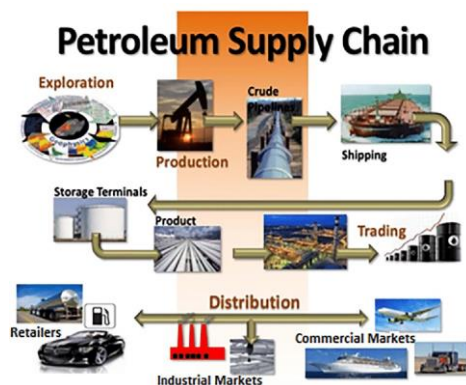 Petroleum Supply Chain
Exploration
Production
Crude
Pipelines
Shipping
Storage Terminals
Product
Trading
Distribution
Retailers
Industrial Markets
Commercial Markets